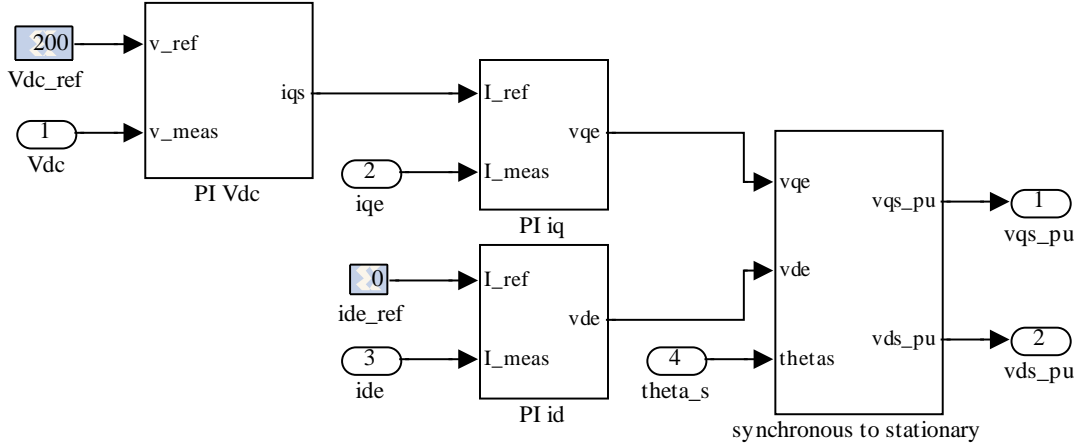 200
v_ref
Vdc_ref
1
v_meas
Vdc
iqs
PI Vdc
I_ref
vqe
2
I_meas
iqe
PI iq
0
I_ref
ide_ref
vde
3
I_meas
ide
PI id
4
theta_s
vqe
vde
thetas
vqs_pu
vds_pu
synchronous to stationary
1
vqs_pu
2
vds_pu